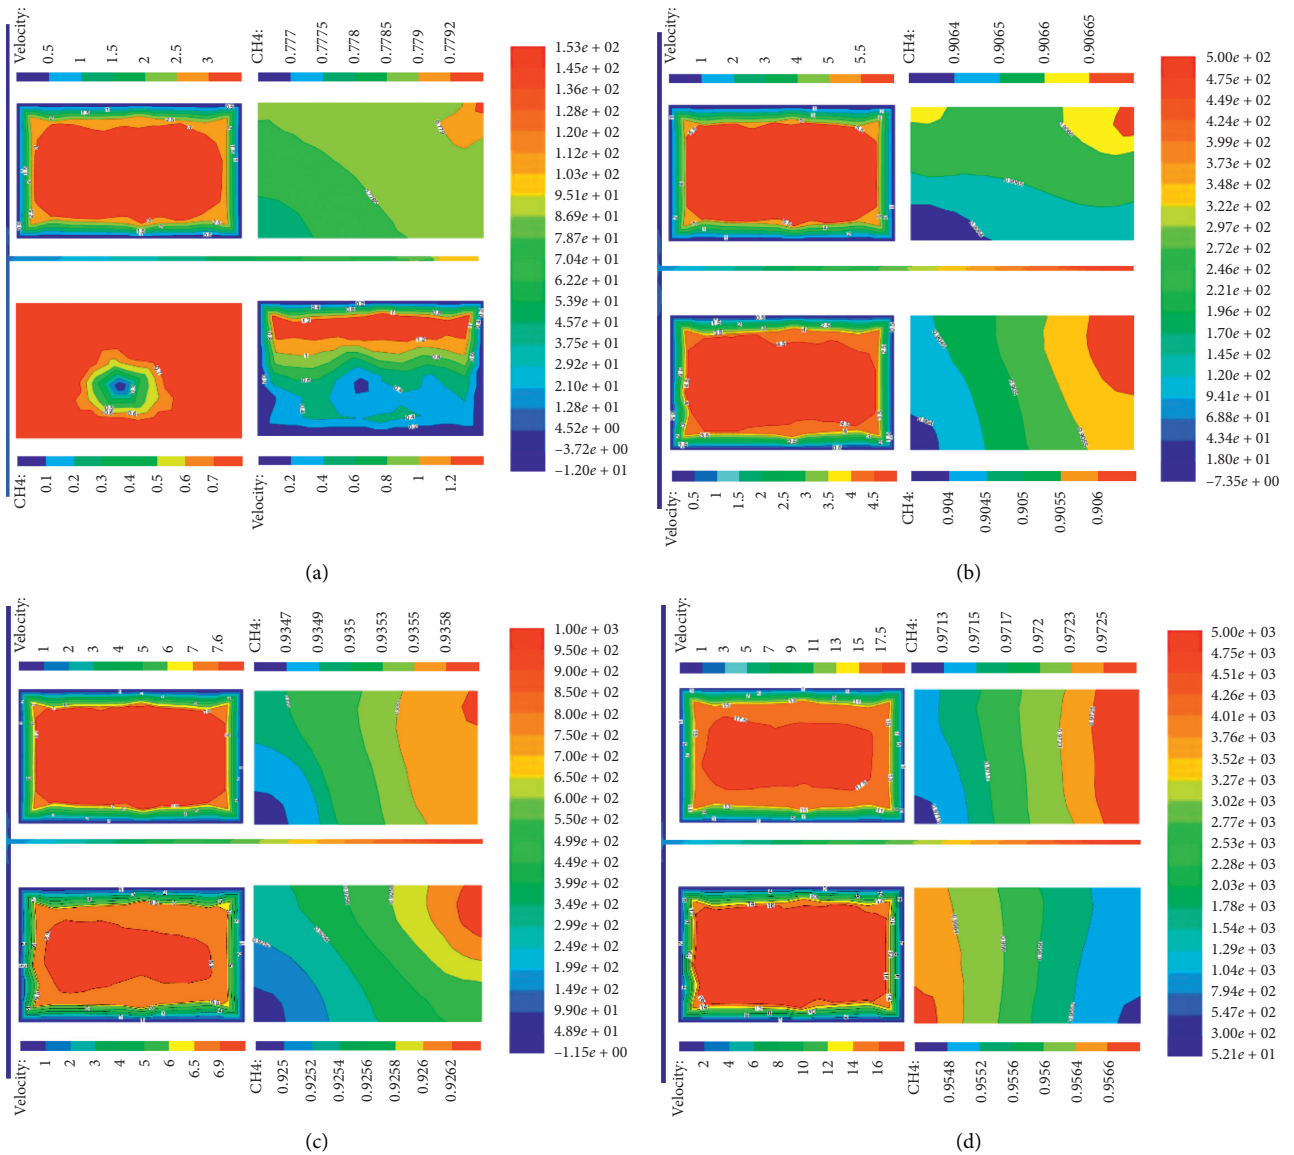 Velocity:
0.5
1
1.5
2
2.5
3
CH4:
0.777
0.7775
0.778
0.7785
0.779
0.7792
1.53e + 02
1.45e + 02
1.36e + 02
1.28e + 02
1.20e + 02
1.12e + 02
1.03e + 02
9.51e + 01
8.69e + 01
7.87e + 01
7.04e + 01
6.22e + 01
5.39e + 01
4.57e + 01
3.75e + 01
2.92e + 01
2.10e + 01
1.28e + 01
4.52e + 00
–3.72e + 00
–1.20e + 01
CH4:
0.1
0.2
0.3
0.4
0.5
0.6
0.7
Velocity:
0.2
0.4
0.6
0.8
1
1.2
(a)
Velocity:
1
2
3
4
5
5.5
CH4:
0.9064
0.9065
0.9066
0.90665
5.00e + 02
4.75e + 02
4.49e + 02
4.24e + 02
3.99e + 02
3.73e + 02
3.48e + 02
3.22e + 02
2.97e + 02
2.72e + 02
2.46e + 02
2.21e + 02
1.96e + 02
1.70e + 02
1.45e + 02
1.20e + 02
9.41e + 01
6.88e + 01
4.34e + 01
1.80e + 01
–7.35e + 00
Velocity:
0.5
1
1.5
2
2.5
3
3.5
4
4.5
CH4:
0.904
0.9045
0.905
0.9055
0.906
(b)
Velocity:
1
2
3
4
5
6
7
7.6
CH4:
0.9347
0.9349
0.935
0.9353
0.9355
0.9358
1.00e + 03
9.50e + 02
9.00e + 02
8.50e + 02
8.00e + 02
7.50e + 02
7.00e + 02
6.50e + 02
6.00e + 02
5.50e + 02
4.99e + 02
4.49e + 02
3.99e + 02
3.49e + 02
2.99e + 02
2.49e + 02
1.99e + 02
1.49e + 02
9.90e + 01
4.89e + 01
–1.15e + 00
Velocity:
1
2
3
4
5
6
6.5
6.9
CH4:
0.925
0.9252
0.9254
0.9256
0.9258
0.926
0.9262
(c)
Velocity:
1
3
5
7
9
11
13
15
17.5
CH4:
0.9713
0.9715
0.9717
0.972
0.9723
0.9725
5.00e + 03
4.75e + 03
4.51e + 03
4.26e + 03
4.01e + 03
3.76e + 03
3.52e + 03
3.27e + 03
3.02e + 03
2.77e + 03
2.53e + 03
2.28e + 03
2.03e + 03
1.78e + 03
1.54e + 03
1.29e + 03
1.04e + 03
7.94e + 02
5.47e + 02
3.00e + 02
5.21e + 01
Velocity:
2
4
6
8
10
12
14
16
CH4:
0.9548
0.9552
0.9556
0.956
0.9564
0.9566
(d)